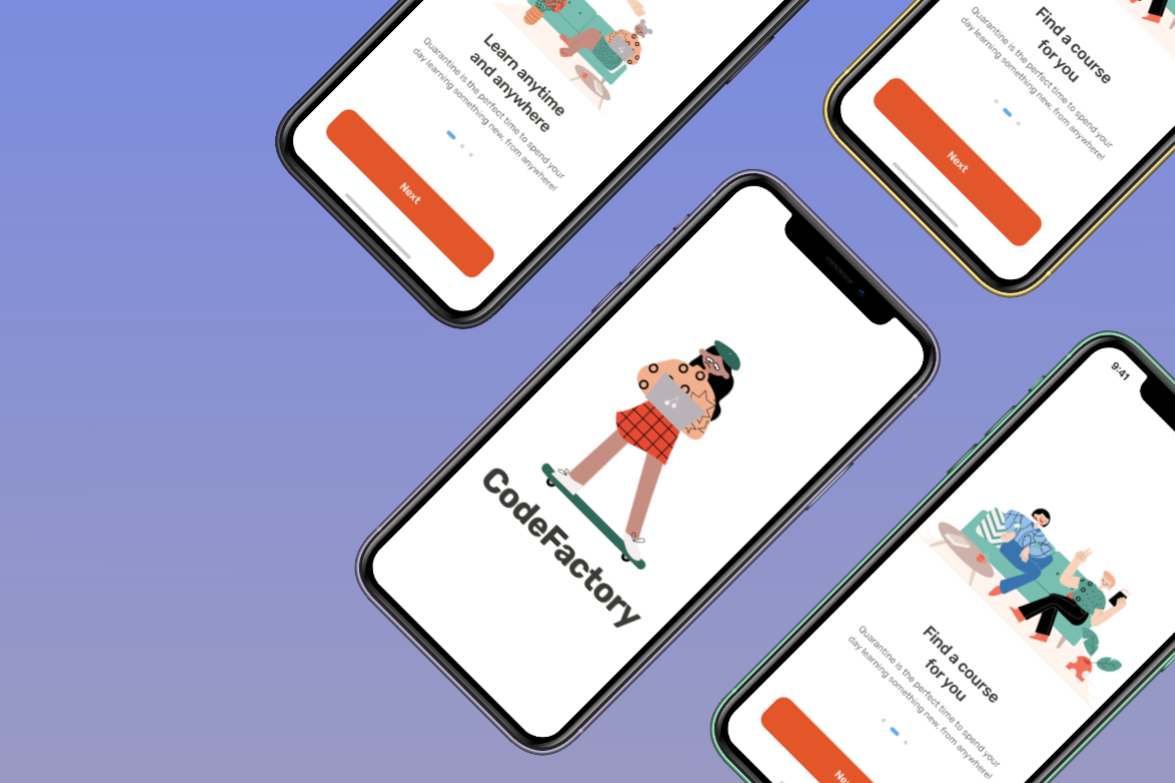 Learn anytime
and anywhere
Quarantine is the perfect time to spend your
day learning something new, from anywhere!
Next
Find a course
for you
Quarantine is the perfect time to spend your
day learning something new, from anywhere!
Next
CodeFactory
9:41
Find a course
for you
Quarantine is the perfect time to spend your
day learning something new, from anywhere!